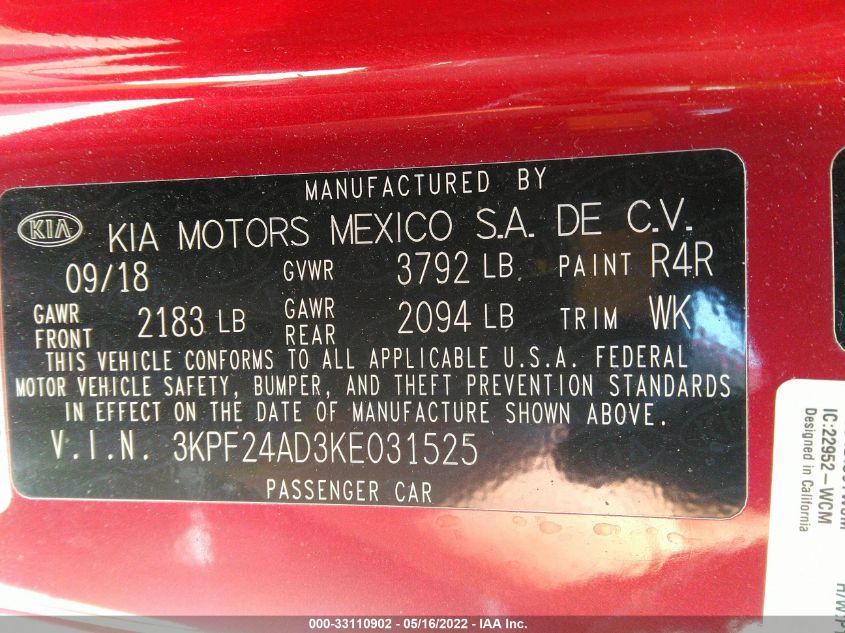 MANUFACTURED BY
KIA KIA MOTORS MEXICO S.A. DE C.V.
09/18 GVWR 3792 LB PAINT R4R
GAWR FRONT 2183 LB GAWR REAR 2094 LB TRIM WK
THIS VEHICLE CONFORMS TO ALL APPLICABLE U.S.A. FEDERAL
MOTOR VEHICLE SAFETY, BUMPER, AND THEFT PREVENTION STANDARDS
IN EFFECT ON THE DATE OF MANUFACTURE SHOWN ABOVE.
V.I.N. 3KPF24AD3KE031525
PASSENGER CAR
IC:22952-WCM
Designed in California
000-33110902 - 05/16/2022 - IAA Inc.